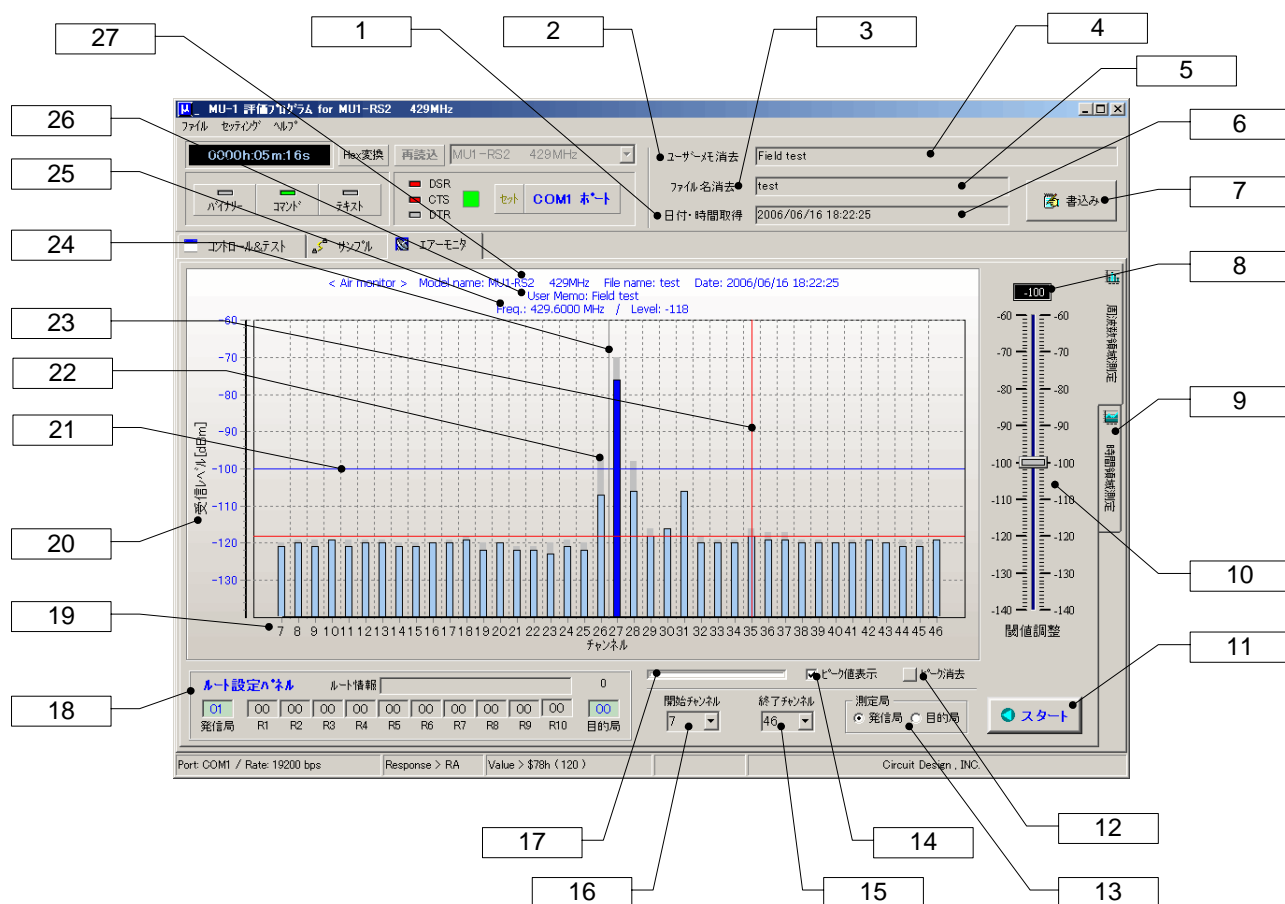 27
1
2
3
4
5
26
25
24
23
22
21
20
19
18
6
7
8
9
10
11
12
13
14
15
16
17
MU-1 評価ﾌﾟﾛｸﾞﾗﾑ for MU1-RS2 429MHz
ﾌｧｲﾙ ｾｯﾃｨﾝｸﾞ ﾍﾙﾌﾟ
0000h:05m:16s
Hex変換
再読込
MU1-RS2 429MHz
ﾊﾞｲﾅﾘｰ
ｺﾏﾝﾄﾞ
ﾃｷｽﾄ
DSR
CTS
DTR
ｾｯﾄ
COM1 ﾎﾟｰﾄ
ﾕｰｻﾞｰﾒﾓ消去
Field test
ﾌｧｲﾙ名消去
test
日付・時間取得
2006/06/16 18:22:25
書込み
ｺﾝﾄﾛｰﾙ&ﾃｽﾄ
ｻﾝﾌﾟﾙ
ｴｱｰﾓﾆﾀ
< Air monitor > Model name: MU1-RS2 429MHz File name: test Date: 2006/06/16 18:22:25
User Memo: Field test
Freq.: 429.6000 MHz / Level: -118
受信ﾚﾍﾞﾙ[dBm]
-60
-70
-80
-90
-100
-110
-120
-130
7 8 9 10 11 12 13 14 15 16 17 18 19 20 21 22 23 24 25 26 27 28 29 30 31 32 33 34 35 36 37 38 39 40 41 42 43 44 45 46
ﾁｬﾝﾈﾙ
-100
-60 -60
-70 -70
-80 -80
-90 -90
-100 -100
-110 -110
-120 -120
-130 -130
-140 -140
閾値調整
周波数領域測定
時間領域測定
ﾙｰﾄ設定ﾊﾟﾈﾙ
ﾙｰﾄ情報
0
01 00 00 00 00 00 00 00 00 00 00 00
発信局 R1 R2 R3 R4 R5 R6 R7 R8 R9 R10 目的局
ﾋﾟｰｸ値表示
ﾋﾟｰｸ消去
開始ﾁｬﾝﾈﾙ
7
終了ﾁｬﾝﾈﾙ
46
測定局
発信局 目的局
スタート
Port: COM1 / Rate: 19200 bps
Response > RA
Value > $78h ( 120 )
Circuit Design , INC.